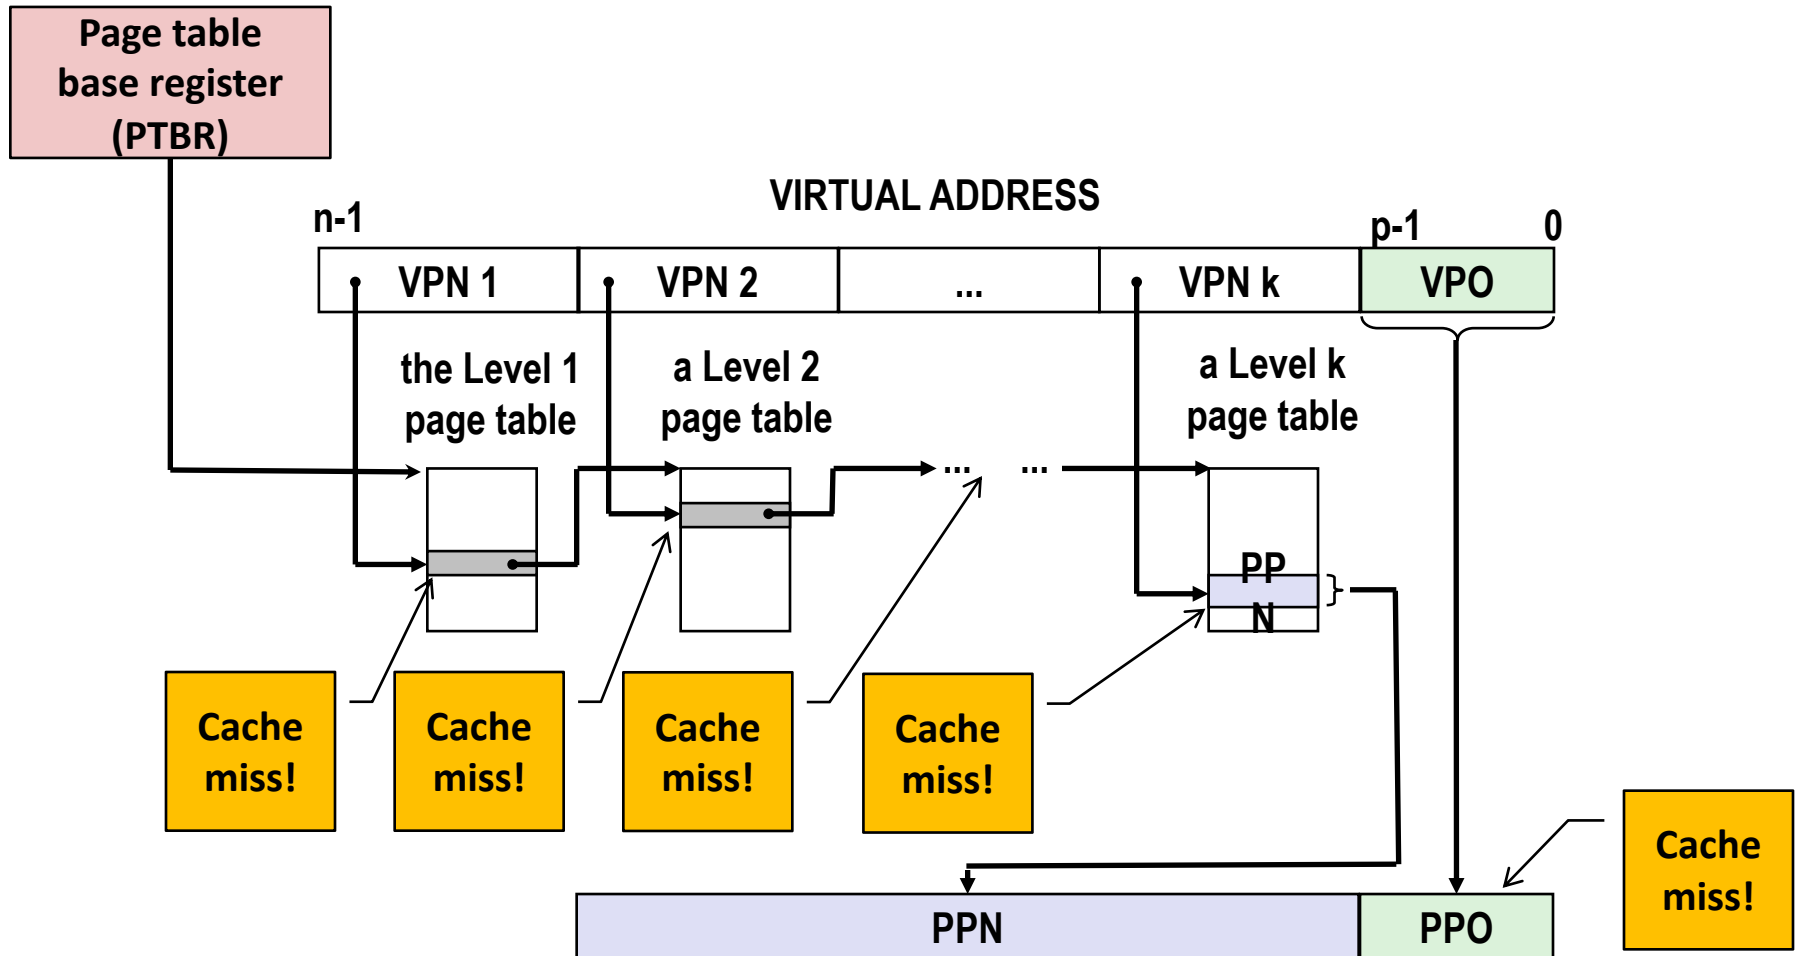 Page table
base register
(PTBR)
VIRTUAL ADDRESS
n-1
p-1
0
VPN 1
VPN 2
...
VPN k
VPO
the Level 1
page table
a Level 2
page table
a Level k
page table
...
...
PP
N
Cache
miss!
Cache
miss!
Cache
miss!
Cache
miss!
Cache
miss!
PPN
PPO